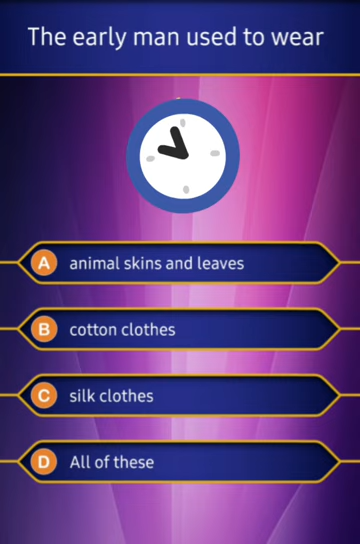 The early man used to wear
A animal skins and leaves
B cotton clothes
C silk clothes
D All of these